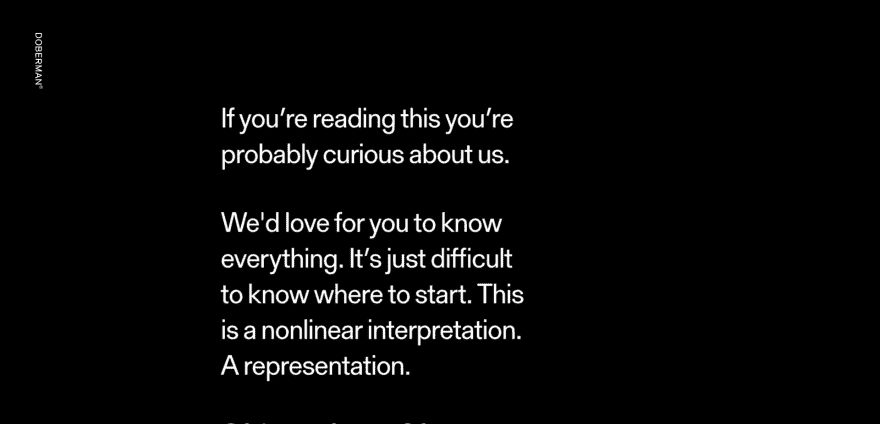 DOBERMAN®
If you’re reading this you’re
probably curious about us.
We'd love for you to know
everything. It’s just difficult
to know where to start. This
is a nonlinear interpretation.
A representation.